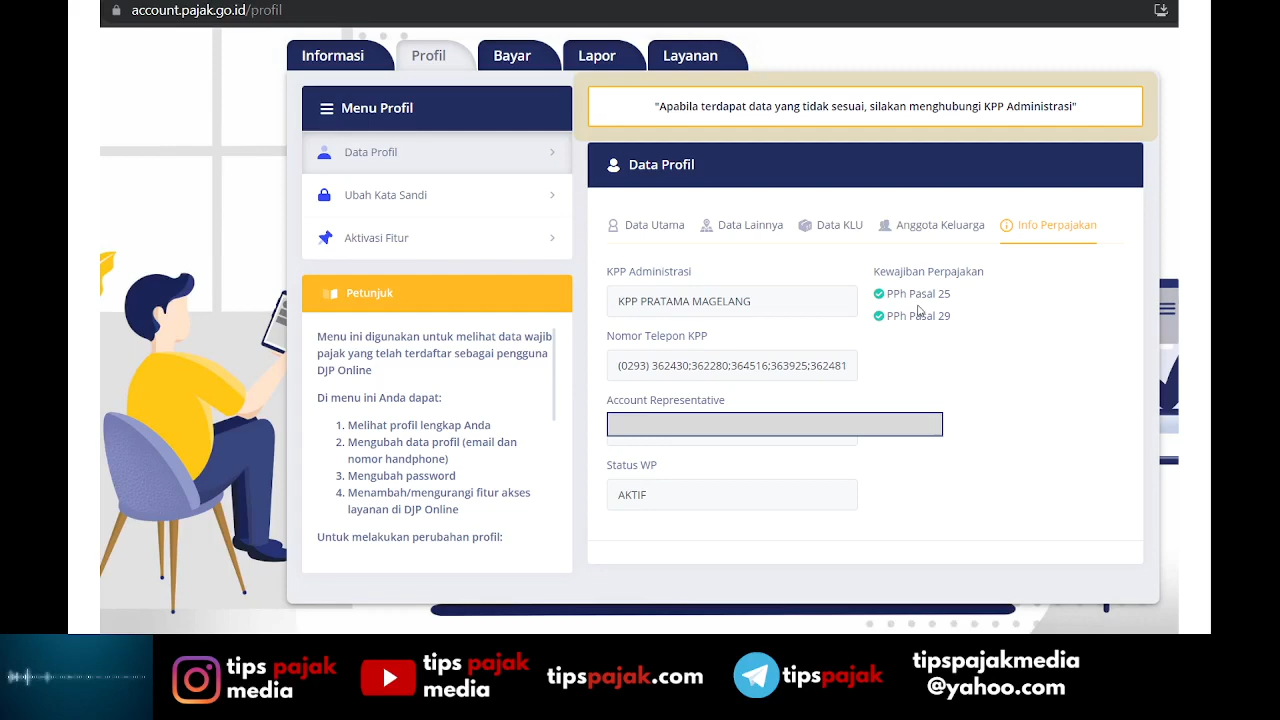 account.pajak.go.id/profil
Informasi
Profil
Bayar
Lapor
Layanan
Menu Profil
Data Profil
Ubah Kata Sandi
Aktivasi Fitur
Petunjuk
Menu ini digunakan untuk melihat data wajib
pajak yang telah terdaftar sebagai pengguna
DJP Online
Di menu ini Anda dapat:
1. Melihat profil lengkap Anda
2. Mengubah data profil (email dan
nomor handphone)
3. Mengubah password
4. Menambah/mengurangi fitur akses
layanan di DJP Online
Untuk melakukan perubahan profil:
"Apabila terdapat data yang tidak sesuai, silakan menghubungi KPP Administrasi"
Data Profil
Data Utama
Data Lainnya
Data KLU
Anggota Keluarga
Info Perpajakan
KPP Administrasi
KPP PRATAMA MAGELANG
Nomor Telepon KPP
(0293) 362430;362280;364516;363925;362481
Account Representative
Status WP
AKTIF
Kewajiban Perpajakan
PPh Pasal 25
PPh Pasal 29
tips pajak
media
tips pajak
media
tipspajak.com
tipspajak
tipspajakmedia
@yahoo.com